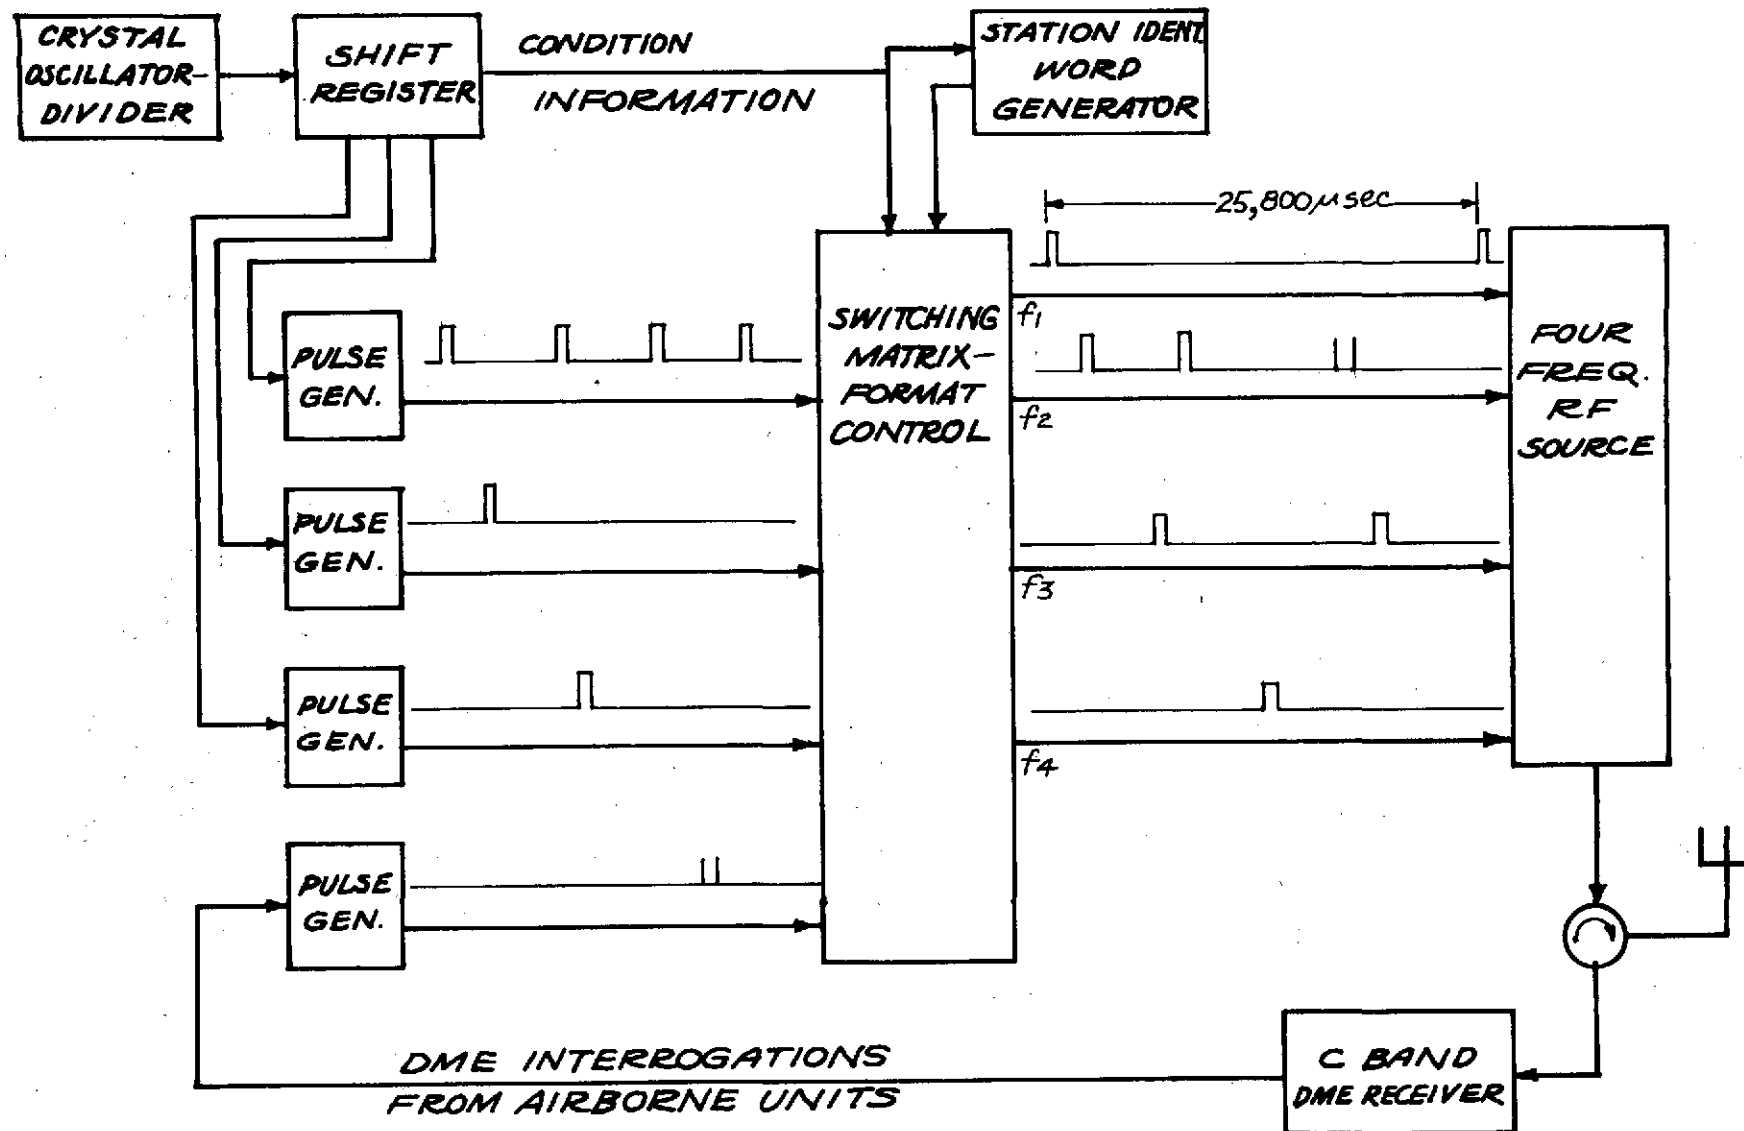 CRYSTAL
OSCILLATOR-
DIVIDER
SHIFT
REGISTER
CONDITION
INFORMATION
STATION IDENT.
WORD
GENERATOR
25,800 μsec
PULSE
GEN.
SWITCHING
MATRIX-
FORMAT
CONTROL
f1
f2
FOUR
FREQ.
RF
SOURCE
PULSE
GEN.
f3
PULSE
GEN.
f4
PULSE
GEN.
DME INTERROGATIONS
FROM AIRBORNE UNITS
C BAND
DME RECEIVER